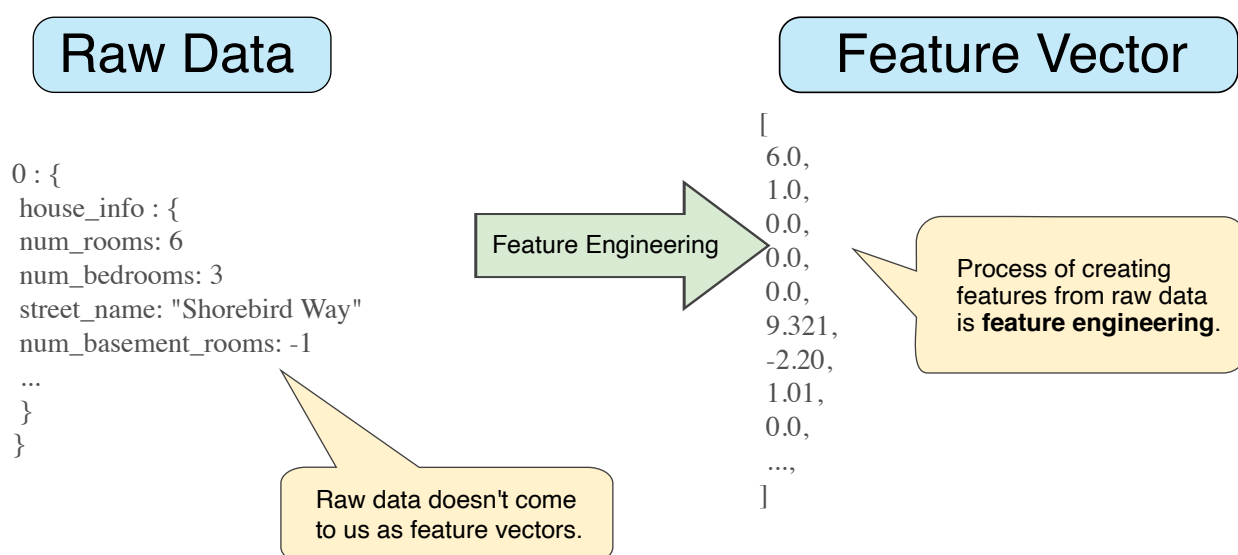 Raw Data
Feature Vector
0 : {
house_info : {
num_rooms: 6
num_bedrooms: 3
street_name: "Shorebird Way"
num_basement_rooms: -1
...
}
}
Raw data doesn't come
to us as feature vectors.
Feature Engineering
[
6.0,
1.0,
0.0,
0.0,
0.0,
9.321,
-2.20,
1.01,
0.0,
...,
]
Process of creating
features from raw data
is feature engineering.